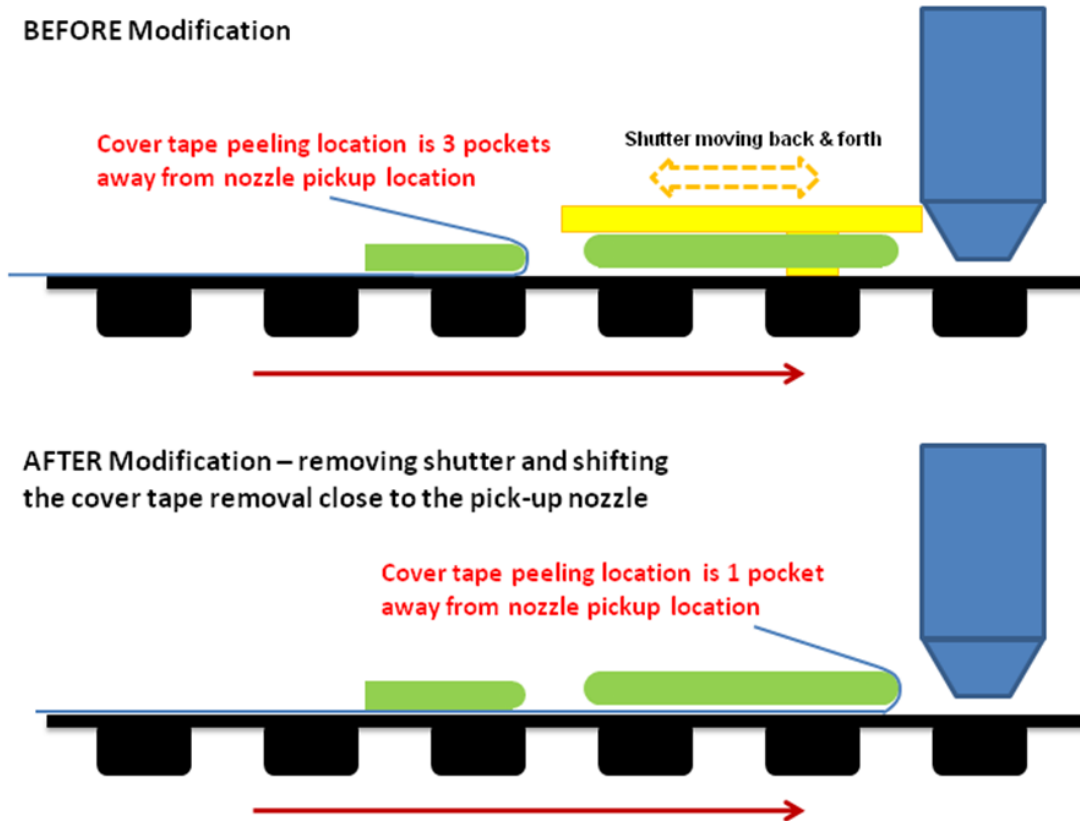 BEFORE Modification
Cover tape peeling location is 3 pockets
away from nozzle pickup location
Shutter moving back & forth
AFTER Modification – removing shutter and shifting
the cover tape removal close to the pick-up nozzle
Cover tape peeling location is 1 pocket
away from nozzle pickup location